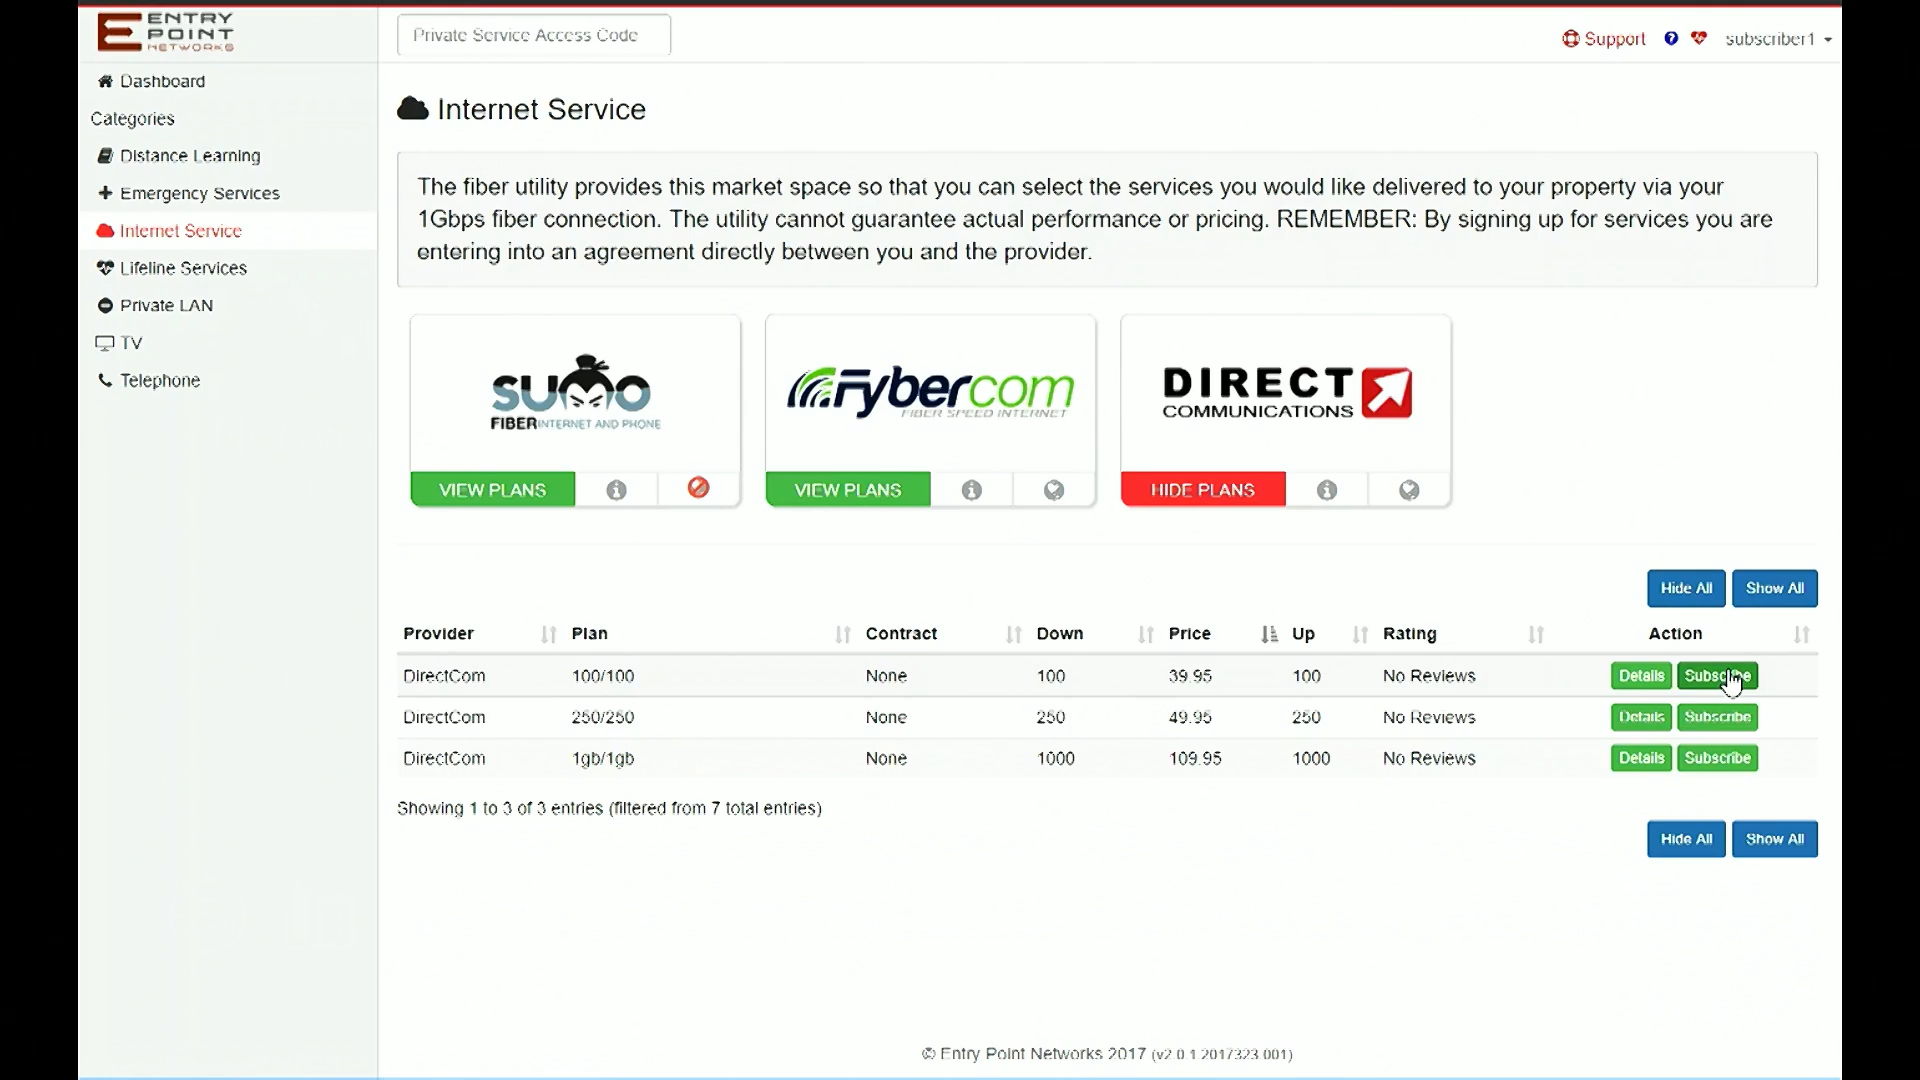 ENTRY
POINT
NETWORKS
Private Service Access Code
Support
subscriber1
Dashboard
Categories
Distance Learning
Emergency Services
Internet Service
Lifeline Services
Private LAN
TV
Telephone
Internet Service
The fiber utility provides this market space so that you can select the services you would like delivered to your property via your
1Gbps fiber connection. The utility cannot guarantee actual performance or pricing. REMEMBER: By signing up for services you are
entering into an agreement directly between you and the provider.
SUMO
FIBER INTERNET AND PHONE
VIEW PLANS
Fybercom
FIBER SPEED INTERNET
VIEW PLANS
DIRECT
COMMUNICATIONS
HIDE PLANS
Hide All Show All
Provider Plan Contract Down Price Up Rating Action
DirectCom 100/100 None 100 39.95 100 No Reviews Details Subscribe
DirectCom 250/250 None 250 49.95 250 No Reviews Details Subscribe
DirectCom 1gb/1gb None 1000 109.95 1000 No Reviews Details Subscribe
Showing 1 to 3 of 3 entries (filtered from 7 total entries)
Hide All Show All
© Entry Point Networks 2017 (v2.0.1.2017323.001)